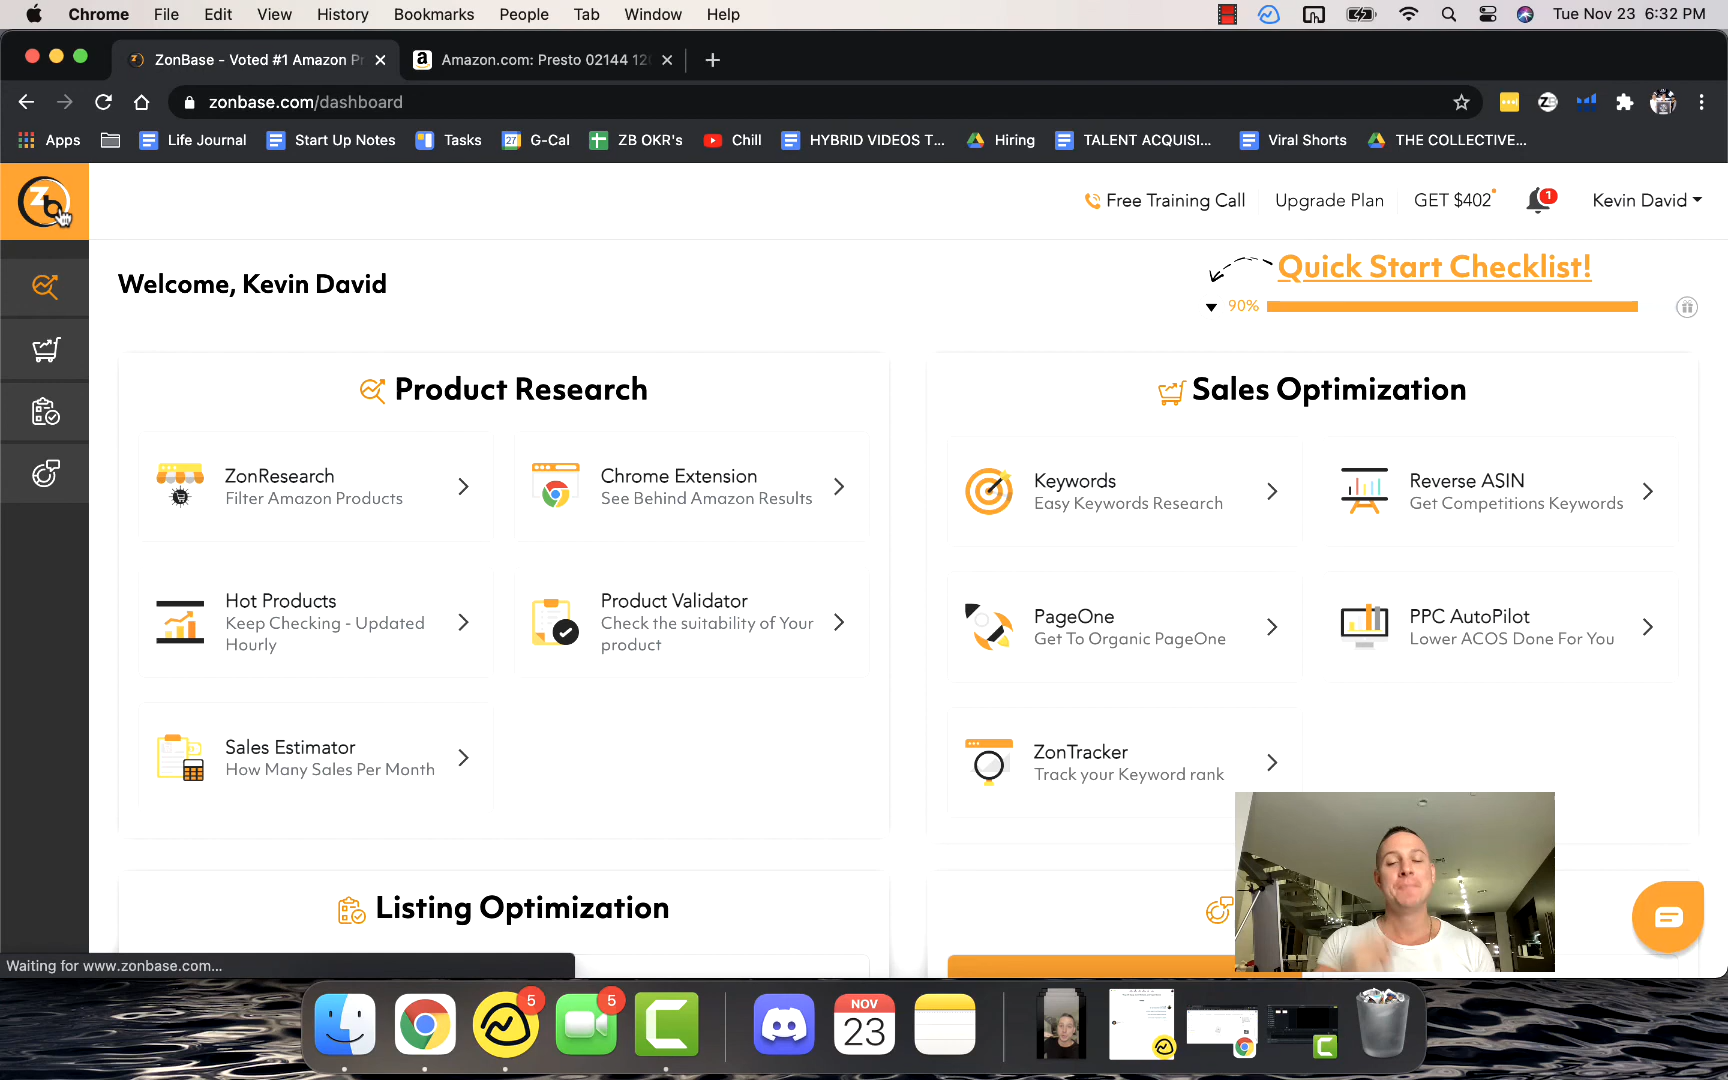 Chrome File Edit View History Bookmarks People Tab Window Help Tue Nov 23 6:32 PM
ZonBase - Voted #1 Amazon Pr Amazon.com: Presto 02144 12
zonbase.com/dashboard
Apps Life Journal Start Up Notes Tasks 27 G-Cal ZB OKR's Chill HYBRID VIDEOS T... Hiring TALENT ACQUISI... Viral Shorts THE COLLECTIVE...
Free Training Call Upgrade Plan GET $402 1 Kevin David
Welcome, Kevin David
Quick Start Checklist!
90%
Product Research
ZonResearch
Filter Amazon Products
Chrome Extension
See Behind Amazon Results
Hot Products
Keep Checking - Updated
Hourly
Product Validator
Check the suitability of Your
product
Sales Estimator
How Many Sales Per Month
Sales Optimization
Keywords
Easy Keywords Research
Reverse ASIN
Get Competitions Keywords
PageOne
Get To Organic PageOne
PPC AutoPilot
Lower ACOS Done For You
ZonTracker
Track your Keyword rank
Listing Optimization
Waiting for www.zonbase.com...
5 5 NOV
23